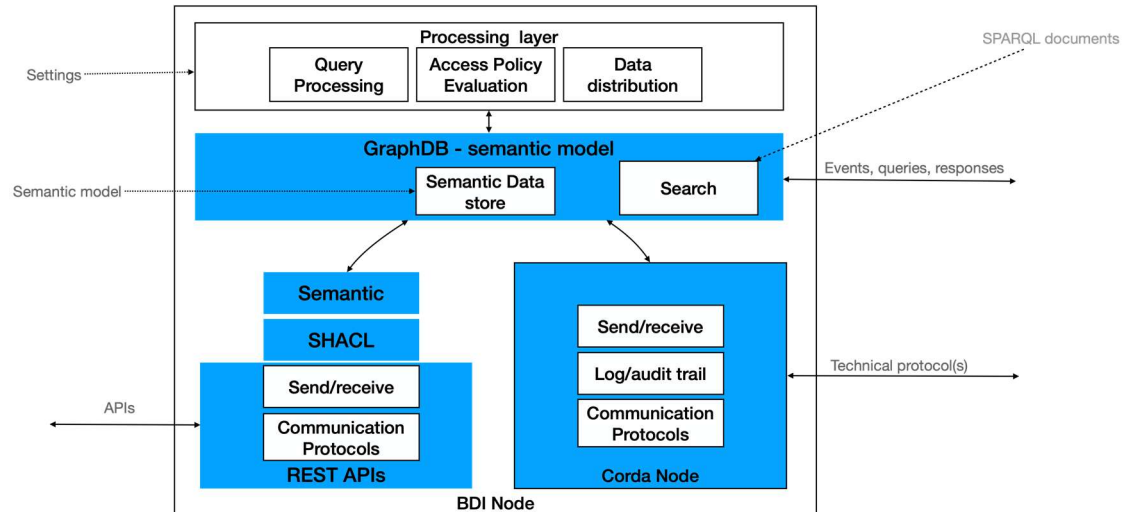 Processing layer
SPARQL documents
Settings
Query
Processing
Access Policy
Evaluation
Data
distribution
GraphDB - semantic model
Semantic model
Semantic Data
store
Search
Events, queries, responses
Semantic
SHACL
Send/receive
Communication
Protocols
REST APIs
APIs
Send/receive
Log/audit trail
Communication
Protocols
Corda Node
Technical protocol(s)
BDI Node